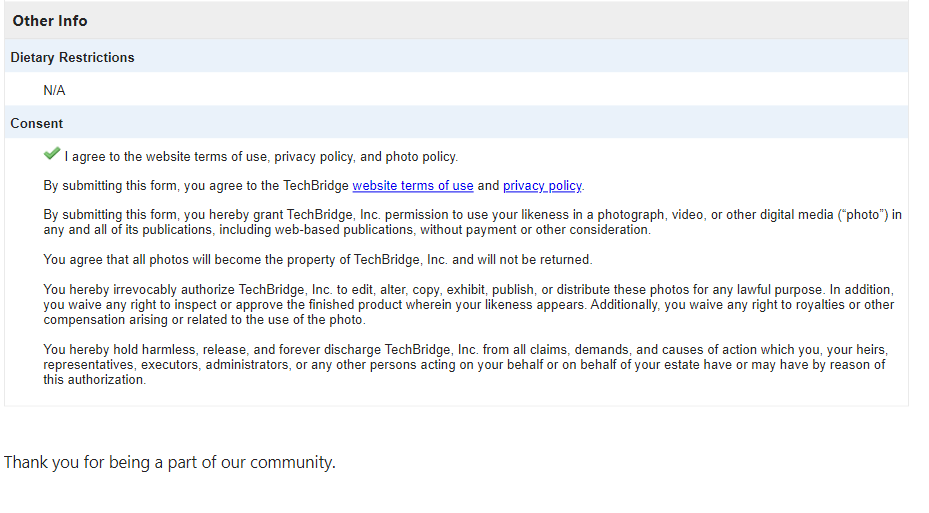 Other Info
Dietary Restrictions
N/A
Consent
I agree to the website terms of use, privacy policy, and photo policy.
By submitting this form, you agree to the TechBridge website terms of use and privacy policy.
By submitting this form, you hereby grant TechBridge, Inc. permission to use your likeness in a photograph, video, or other digital media (“photo”) in
any and all of its publications, including web-based publications, without payment or other consideration.
You agree that all photos will become the property of TechBridge, Inc. and will not be returned.
You hereby irrevocably authorize TechBridge, Inc. to edit, alter, copy, exhibit, publish, or distribute these photos for any lawful purpose. In addition,
you waive any right to inspect or approve the finished product wherein your likeness appears. Additionally, you waive any right to royalties or other
compensation arising or related to the use of the photo.
You hereby hold harmless, release, and forever discharge TechBridge, Inc. from all claims, demands, and causes of action which you, your heirs,
representatives, executors, administrators, or any other persons acting on your behalf or on behalf of your estate have or may have by reason of
this authorization.
Thank you for being a part of our community.